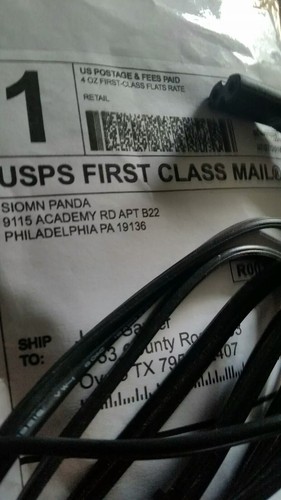 1
US POSTAGE & FEES PAID
4 OZ FIRST-CLASS FLATS RATE
RETAIL
USPS FIRST CLASS MAIL®
SIOMN PANDA
9115 ACADEMY RD APT B22
PHILADELPHIA PA 19136
SHIP
TO:
TX